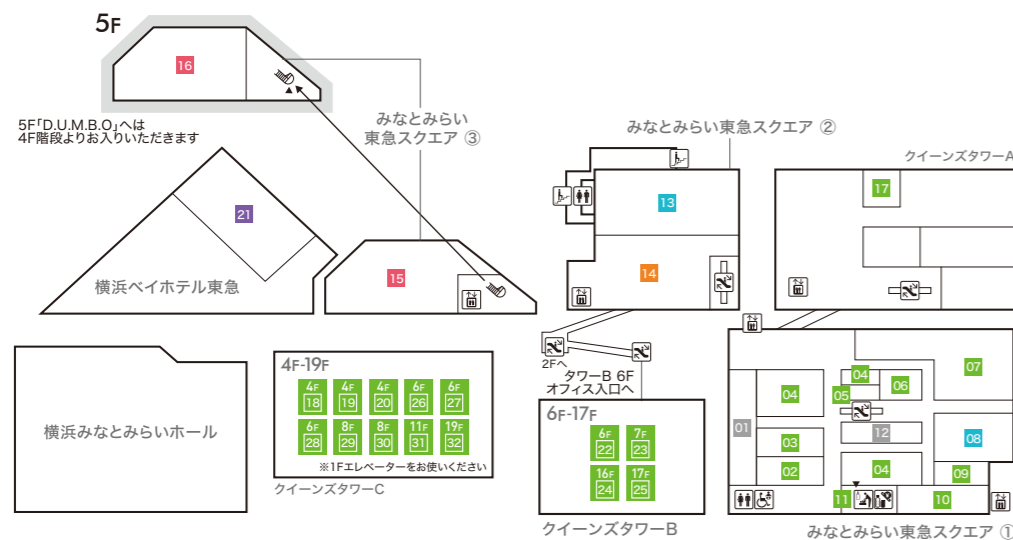 5F
16
5F「D.U.M.B.O」へは
4F階段よりお入りいただきます
みなとみらい
東急スクエア ③
みなとみらい東急スクエア ②
クイーンズタワーA
17
13
21
14
15
横浜ベイホテル東急
2Fへ
タワーB 6F
オフィス入口へ
横浜みなとみらいホール
4F-19F
4F 4F 4F 6F 6F
18 19 20 26 27
6F 8F 8F 11F 19F
28 29 30 31 32
※1Fエレベーターをお使いください
クイーンズタワーC
6F-17F
6F 7F
22 23
16F 17F
24 25
クイーンズタワーB
07
04
06
04
05
01
12
03
08
02
04
09
11
10
みなとみらい東急スクエア ①